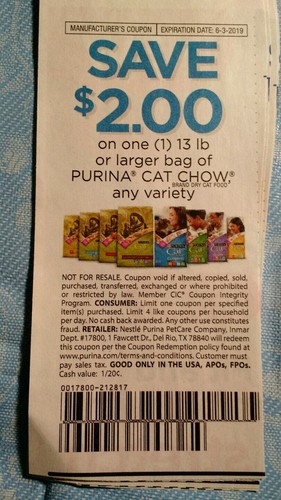 MANUFACTURER'S COUPON EXPIRATION DATE: 6-3-2019
SAVE
$2.00
on one (1) 13 lb
or larger bag of
PURINA® CAT CHOW®
BRAND DRY CAT FOOD,
any variety
NOT FOR RESALE. Coupon void if altered, copied, sold,
purchased, transferred, exchanged or where prohibited
or restricted by law. Member CIC® Coupon Integrity
Program. CONSUMER: Limit one coupon per specified
item(s) purchased. Limit 4 like coupons per household
per day. No cash back awarded. Any other use constitutes
fraud. RETAILER: Nestlé Purina PetCare Company, Inmar
Dept. #17800, 1 Fawcett Dr., Del Rio, TX 78840 will redeem
this coupon per the Coupon Redemption policy found at
www.purina.com/terms-and-conditions. Customer must
pay sales tax. GOOD ONLY IN THE USA, APOs, FPOs.
Cash value: 1/20¢.
0017800-212817